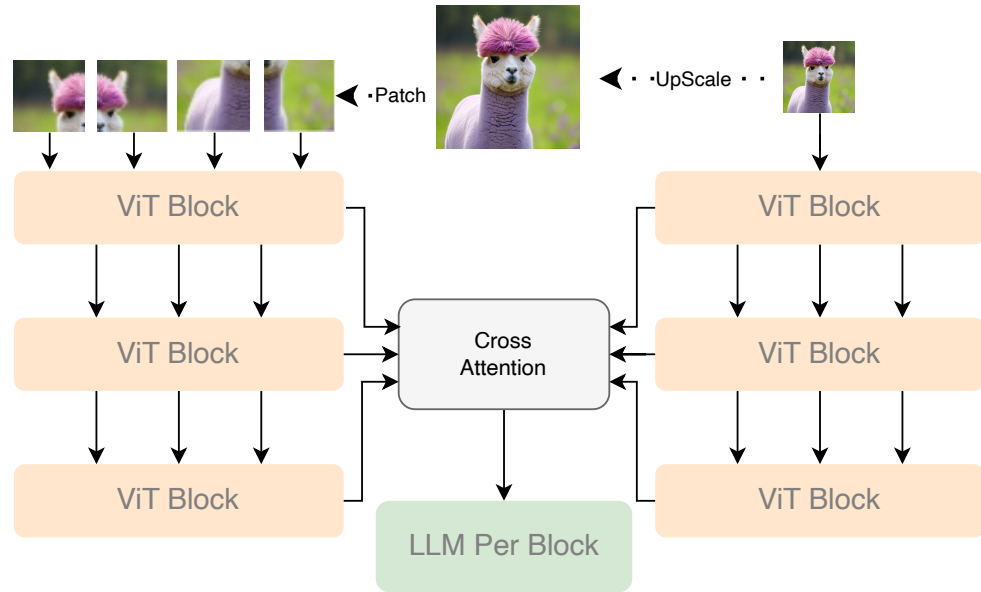 Patch
UpScale
ViT Block
ViT Block
Cross
Attention
ViT Block
ViT Block
ViT Block
ViT Block
LLM Per Block